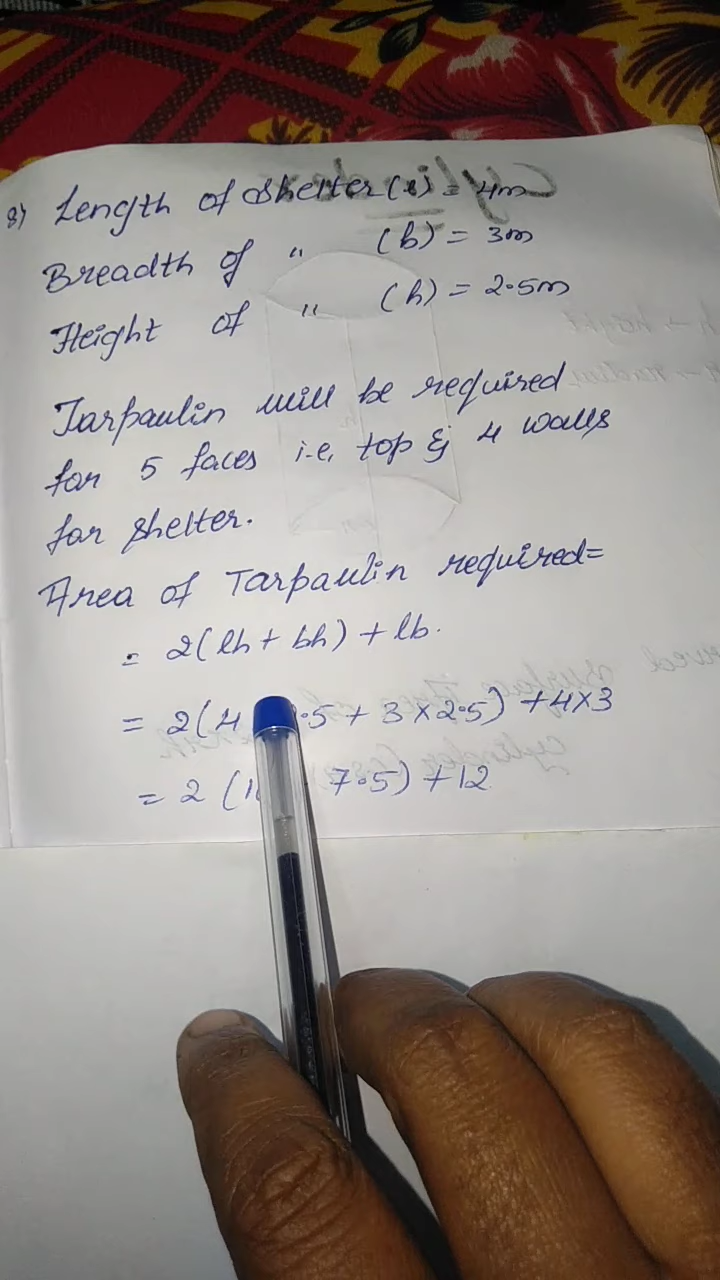 8) Length of Shelter (l) = 4m
Breadth of " (b) = 3m
Height of " (h) = 2.5m
Tarpaulin will be required
for 5 faces i.e, top & 4 walls
for shelter.
Area of Tarpaulin required=
= 2(lh + bh) + lb.
= 2(4 .5 + 3 × 2.5) + 4×3
= 2 (1 7.5) + 12